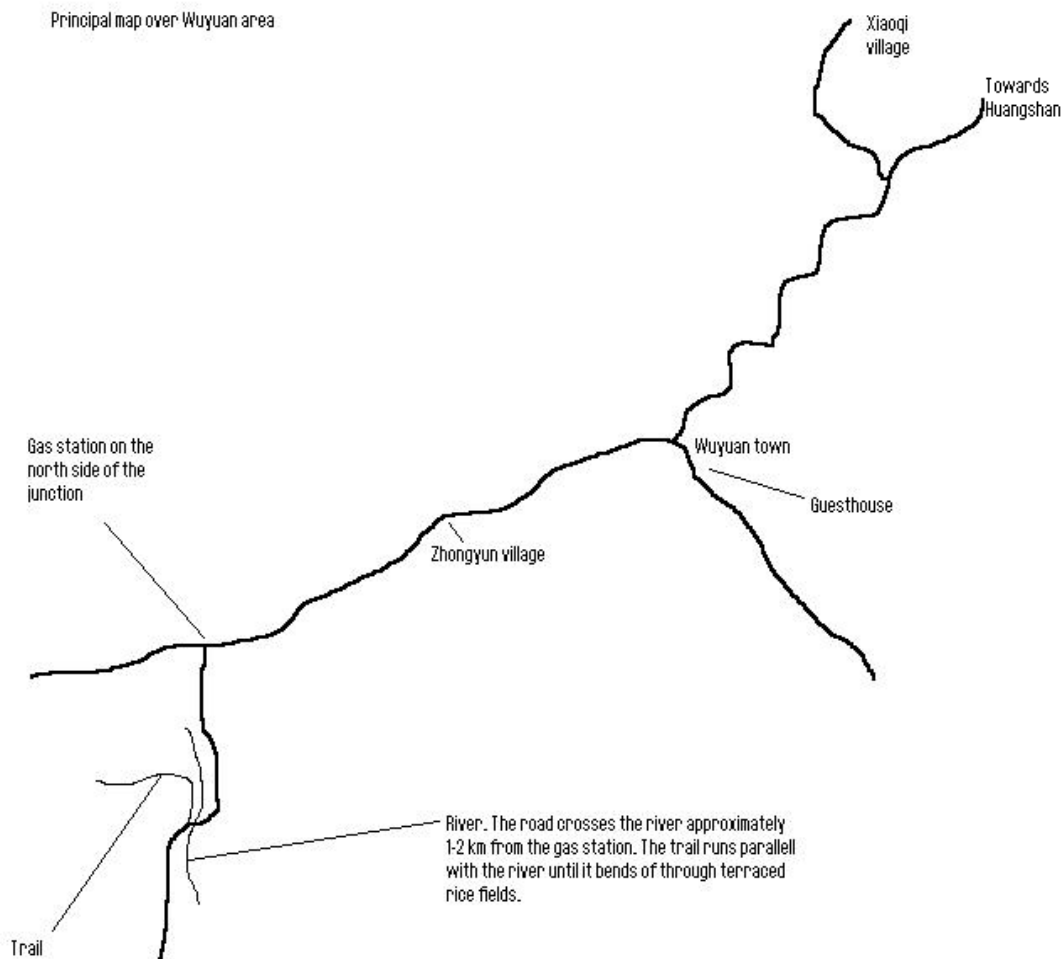 Principal map over Wuyuan area
Xiaoqi
village
Towards
Huangshan
Wuyuan town
Gas station on the
north side of the
junction
Guesthouse
Zhongyun village
River. The road crosses the river approximately
1-2 km from the gas station. The trail runs parallell
with the river until it bends of through terraced
rice fields.
Trail